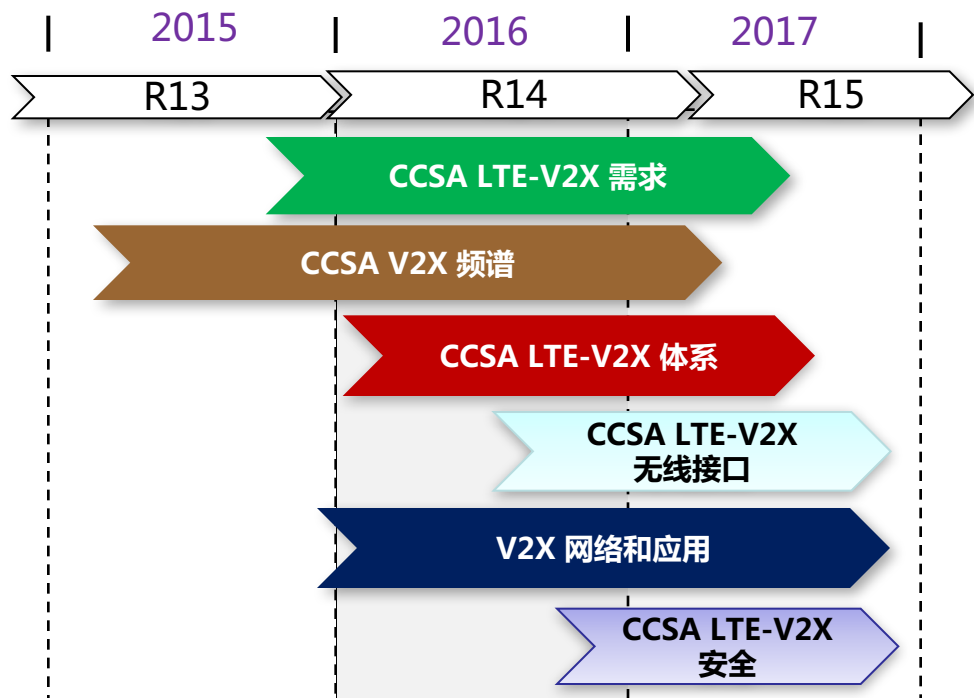 2015 2016 2017
R13 R14 R15
CCSA LTE-V2X 需求
CCSA V2X 频谱
CCSA LTE-V2X 体系
CCSA LTE-V2X
无线接口
V2X 网络和应用
CCSA LTE-V2X
安全